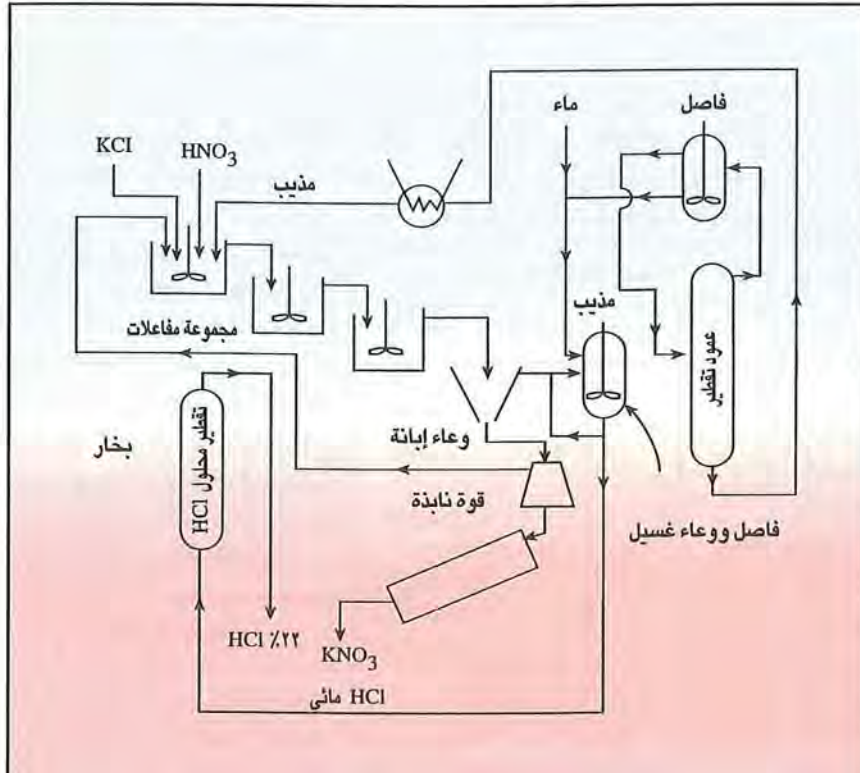 فاصل
ماء
HNO3
KCl
مذيب
مذيب
مجموعة مفاعلات
عمود تقطير
وعاء إبانة
بخار
تقطير محلول HCl
قوة نابذة
فاصل ووعاء غسيل
HCl ٪٢٢
KNO3
HCl مائي